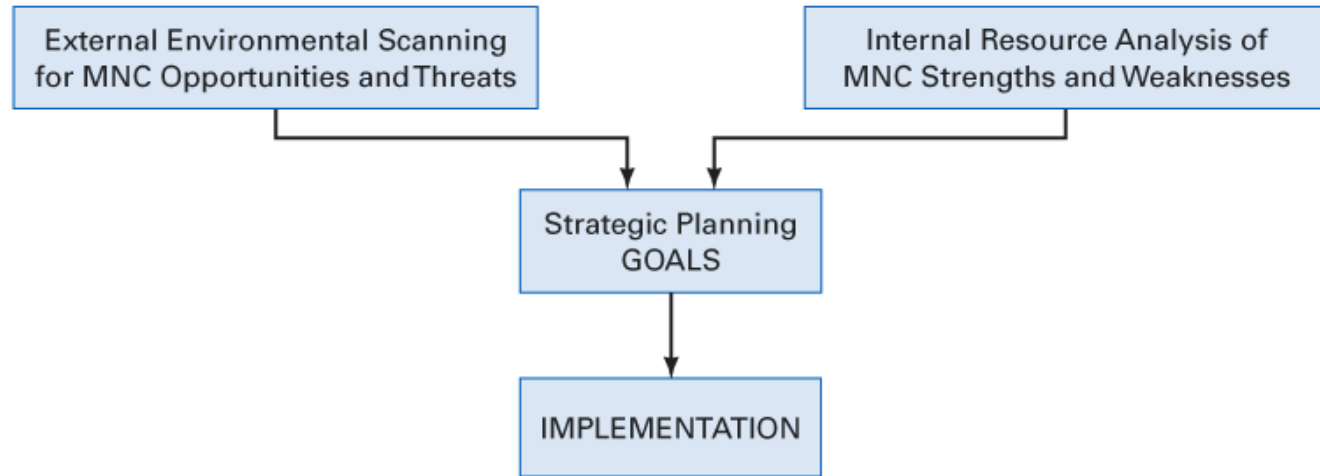 External Environmental Scanning
for MNC Opportunities and Threats
Internal Resource Analysis of
MNC Strengths and Weaknesses
Strategic Planning
GOALS
IMPLEMENTATION